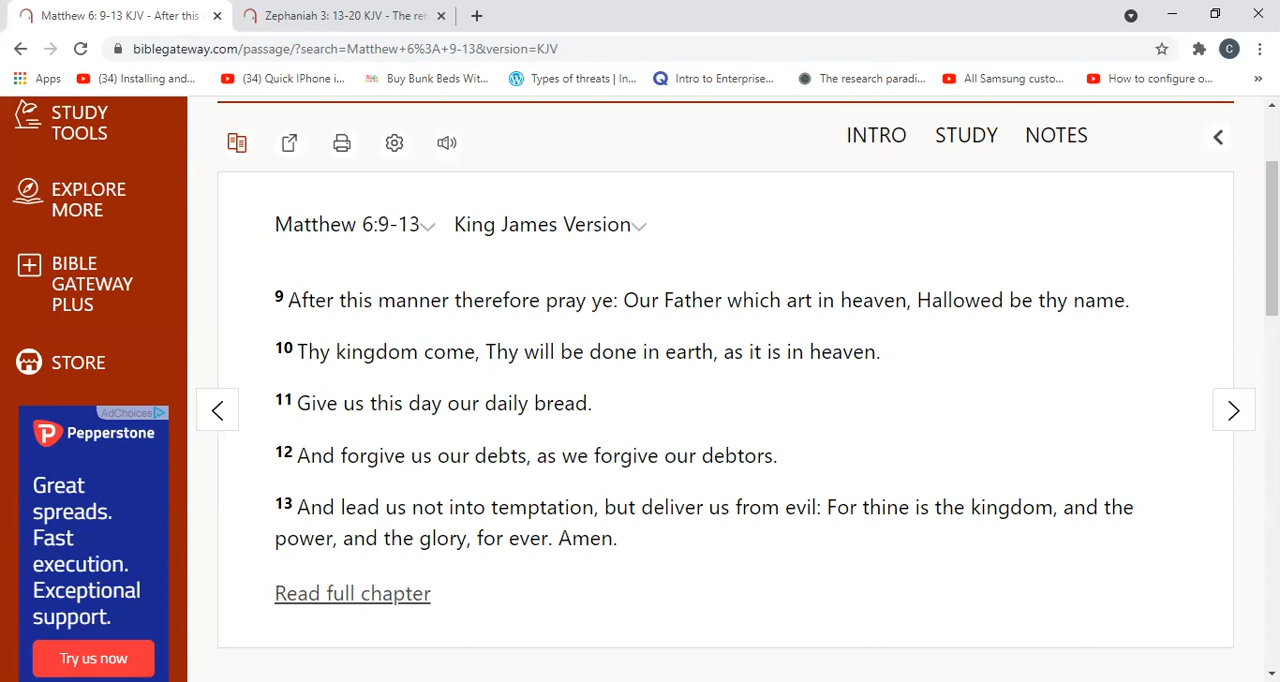 Matthew 6: 9-13 KJV - After this
Zephaniah 3: 13-20 KJV - The ret
biblegateway.com/passage/?search=Matthew+6%3A+9-13&version=KJV
C
Apps
(34) Installing and...
(34) Quick IPhone i...
Buy Bunk Beds Wit...
Types of threats | In...
Intro to Enterprise...
The research paradi...
All Samsung custo...
How to configure o...
»
STUDY
TOOLS
EXPLORE
MORE
BIBLE
GATEWAY
PLUS
STORE
AdChoices
Pepperstone
Great
spreads.
Fast
execution.
Exceptional
support.
Try us now
INTRO STUDY NOTES
Matthew 6:9-13 King James Version
9 After this manner therefore pray ye: Our Father which art in heaven, Hallowed be thy name.
10 Thy kingdom come, Thy will be done in earth, as it is in heaven.
11 Give us this day our daily bread.
12 And forgive us our debts, as we forgive our debtors.
13 And lead us not into temptation, but deliver us from evil: For thine is the kingdom, and the
power, and the glory, for ever. Amen.
Read full chapter